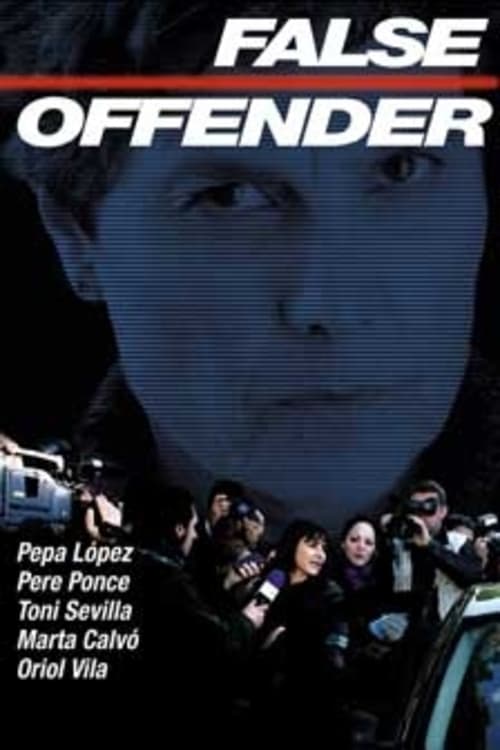 FALSE
OFFENDER
Pepa López
Pere Ponce
Toni Sevilla
Marta Calvó
Oriol Vila